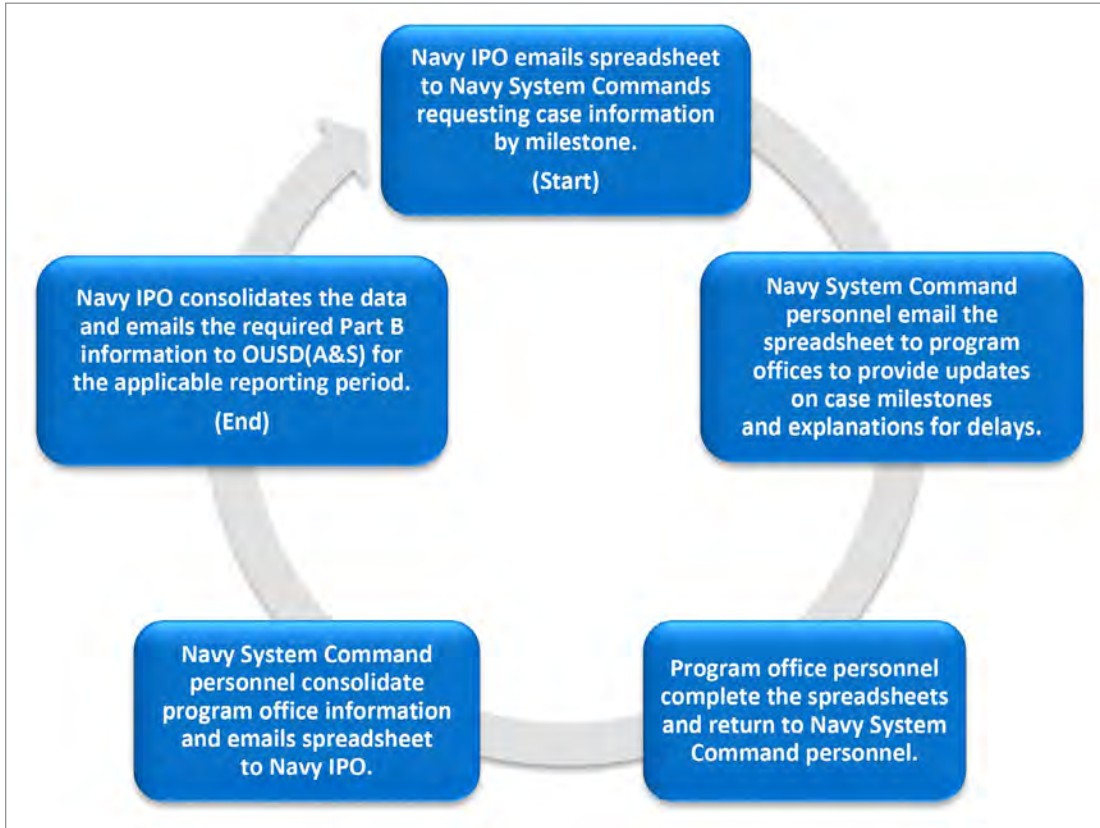 Navy IPO emails spreadsheet
to Navy System Commands
requesting case information
by milestone.
(Start)
Navy System Command
personnel email the
spreadsheet to program
offices to provide updates
on case milestones
and explanations for delays.
Program office personnel
complete the spreadsheets
and return to Navy System
Command personnel.
Navy System Command
personnel consolidate
program office information
and emails spreadsheet
to Navy IPO.
Navy IPO consolidates the data
and emails the required Part B
information to OUSD(A&S) for
the applicable reporting period.
(End)